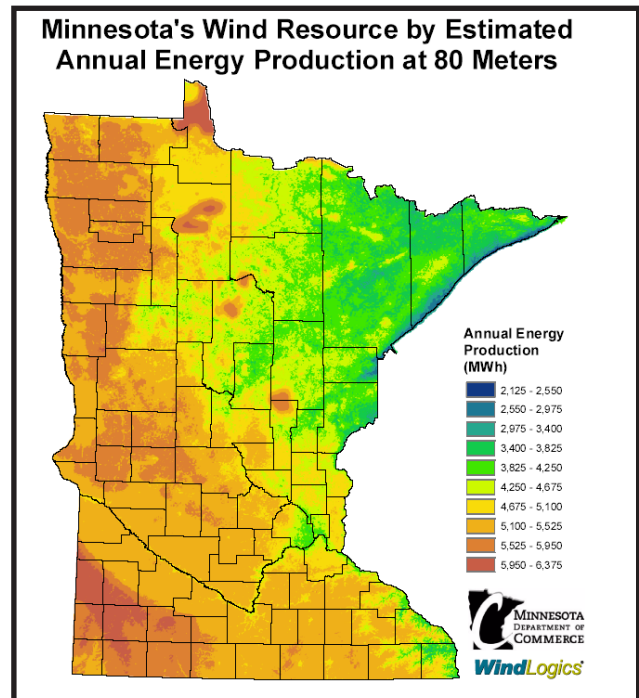 Minnesota's Wind Resource by Estimated
Annual Energy Production at 80 Meters
Annual Energy
Production
(MWh)
2,125 - 2,550
2,550 - 2,975
2,975 - 3,400
3,400 - 3,825
3,825 - 4,250
4,250 - 4,675
4,675 - 5,100
5,100 - 5,525
5,525 - 5,950
5,950 - 6,375
MINNESOTA
DEPARTMENT OF
COMMERCE
WindLogics